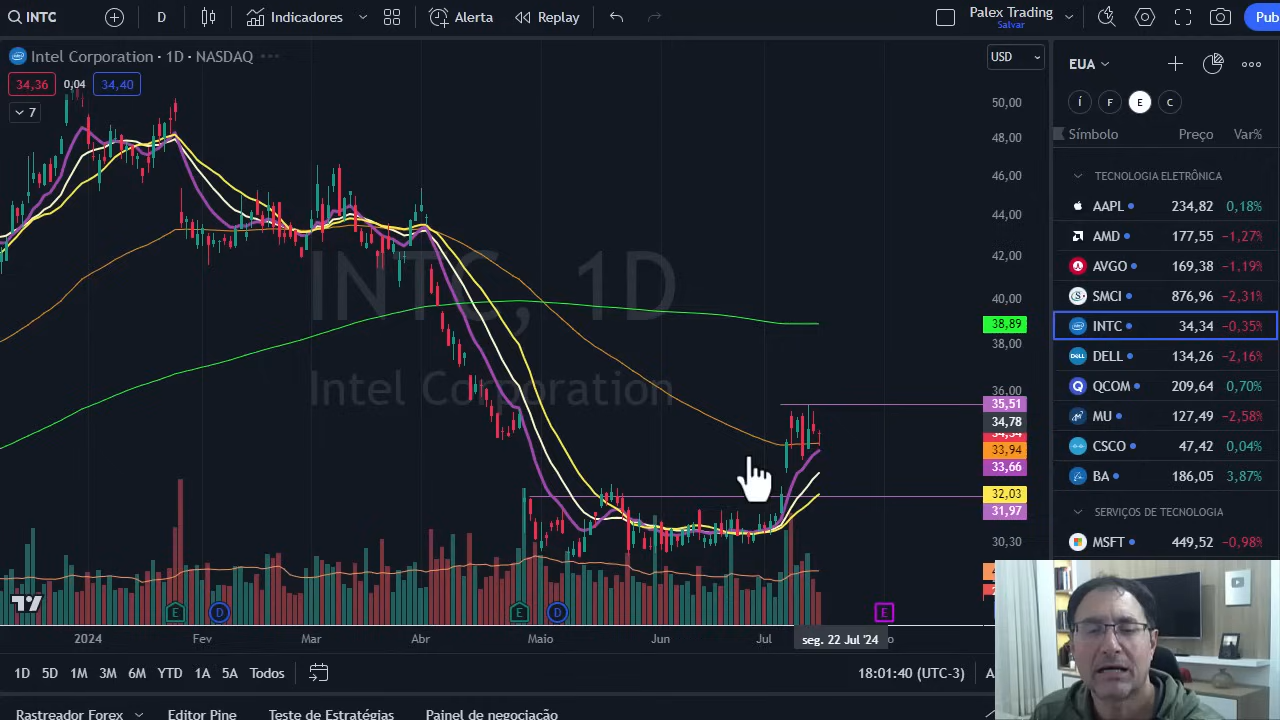 INTC
D
Indicadores
Alerta
Replay
Palex Trading
Salvar
Pub
Intel Corporation · 1D · NASDAQ
USD
34,36
0,04
34,40
7
INTC, 1D
Intel Corporation
50,00
48,00
46,00
44,00
42,00
40,00
38,89
38,00
36,00
35,51
34,78
34,34
33,94
33,66
32,03
31,97
30,30
2024
Fev
Mar
Abr
Maio
Jun
Jul
seg. 22 Jul '24
E
D
E
D
E
1D
5D
1M
3M
6M
YTD
1A
5A
Todos
18:01:40 (UTC-3)
A
Rastreador Forex
Editor Pine
Teste de Estratégias
Painel de negociação
EUA
Í
F
E
C
Símbolo Preço Var%
TECNOLOGIA ELETRÔNICA
AAPL 234,82 0,18%
AMD 177,55 −1,27%
AVGO 169,38 −1,19%
SMCI 876,96 −2,31%
INTC 34,34 −0,35%
DELL 134,26 −2,16%
QCOM 209,64 0,70%
MU 127,49 −2,58%
CSCO 47,42 0,04%
BA 186,05 3,87%
SERVIÇOS DE TECNOLOGIA
MSFT 449,52 −0,98%